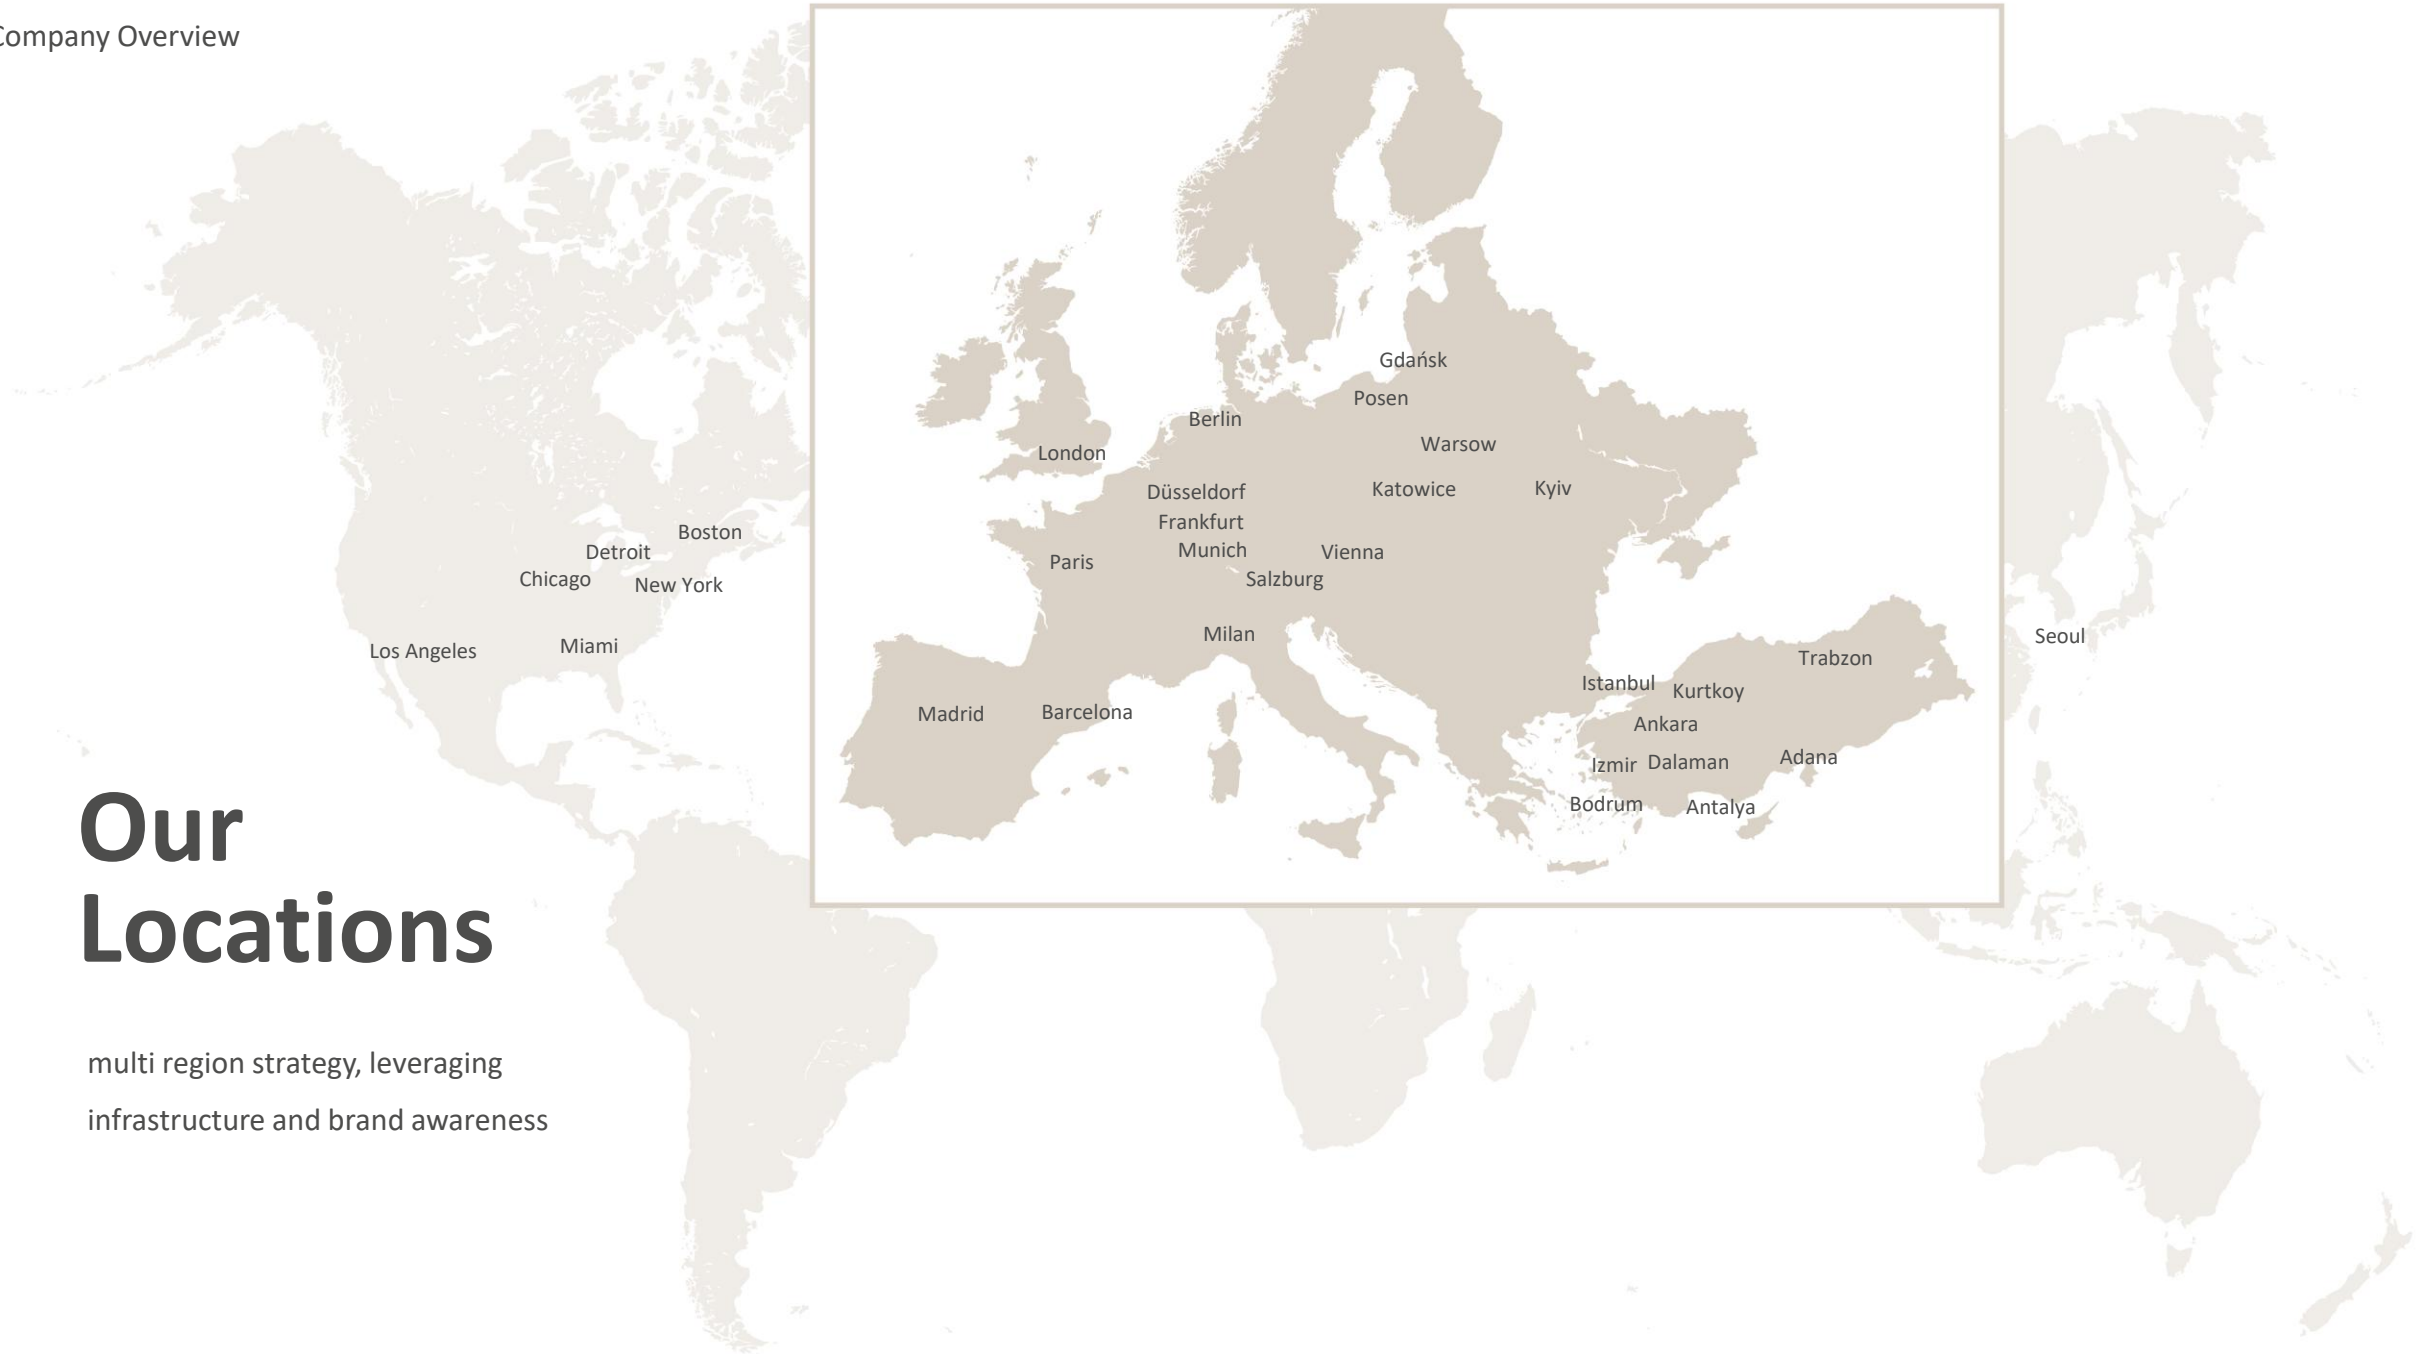 Company Overview
Gdańsk
Posen
Berlin
Warsow
London
Düsseldorf
Katowice
Kyiv
Frankfurt
Munich
Vienna
Paris
Salzburg
Milan
Madrid
Barcelona
Trabzon
Istanbul
Kurtkoy
Ankara
Izmir
Dalaman
Adana
Bodrum
Antalya
Boston
Detroit
Chicago
New York
Los Angeles
Miami
Seoul
Our
Locations
multi region strategy, leveraging
infrastructure and brand awareness